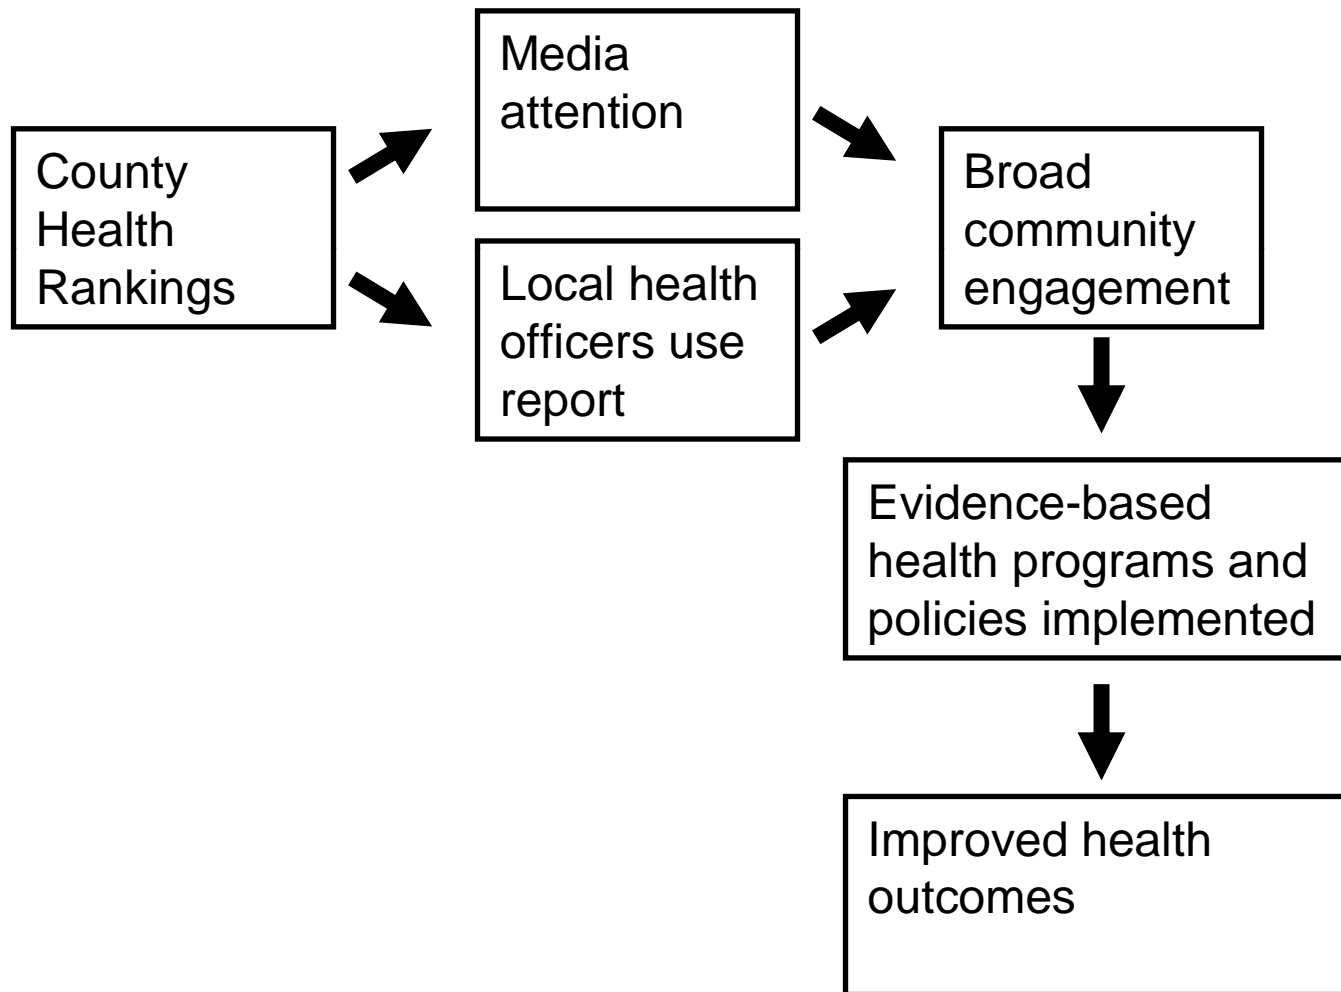 County
Health
Rankings
Media
attention
Local health
officers use
report
Broad
community
engagement
Evidence-based
health programs and
policies implemented
Improved health
outcomes